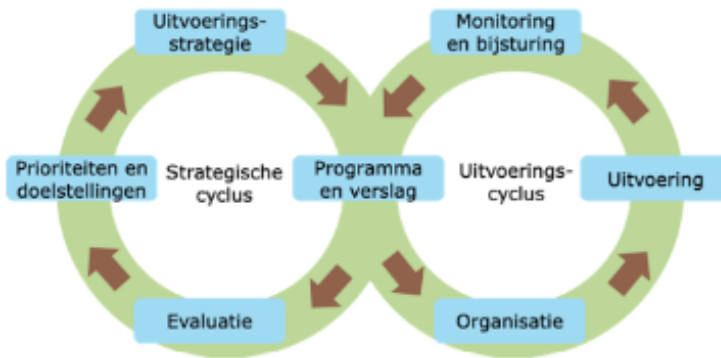 Uitvoerings-
strategie
Monitoring
en bijsturing
Prioriteiten en
doelstellingen
Strategische
cyclus
Programma
en verslag
Uitvoerings-
cyclus
Uitvoering
Evaluatie
Organisatie